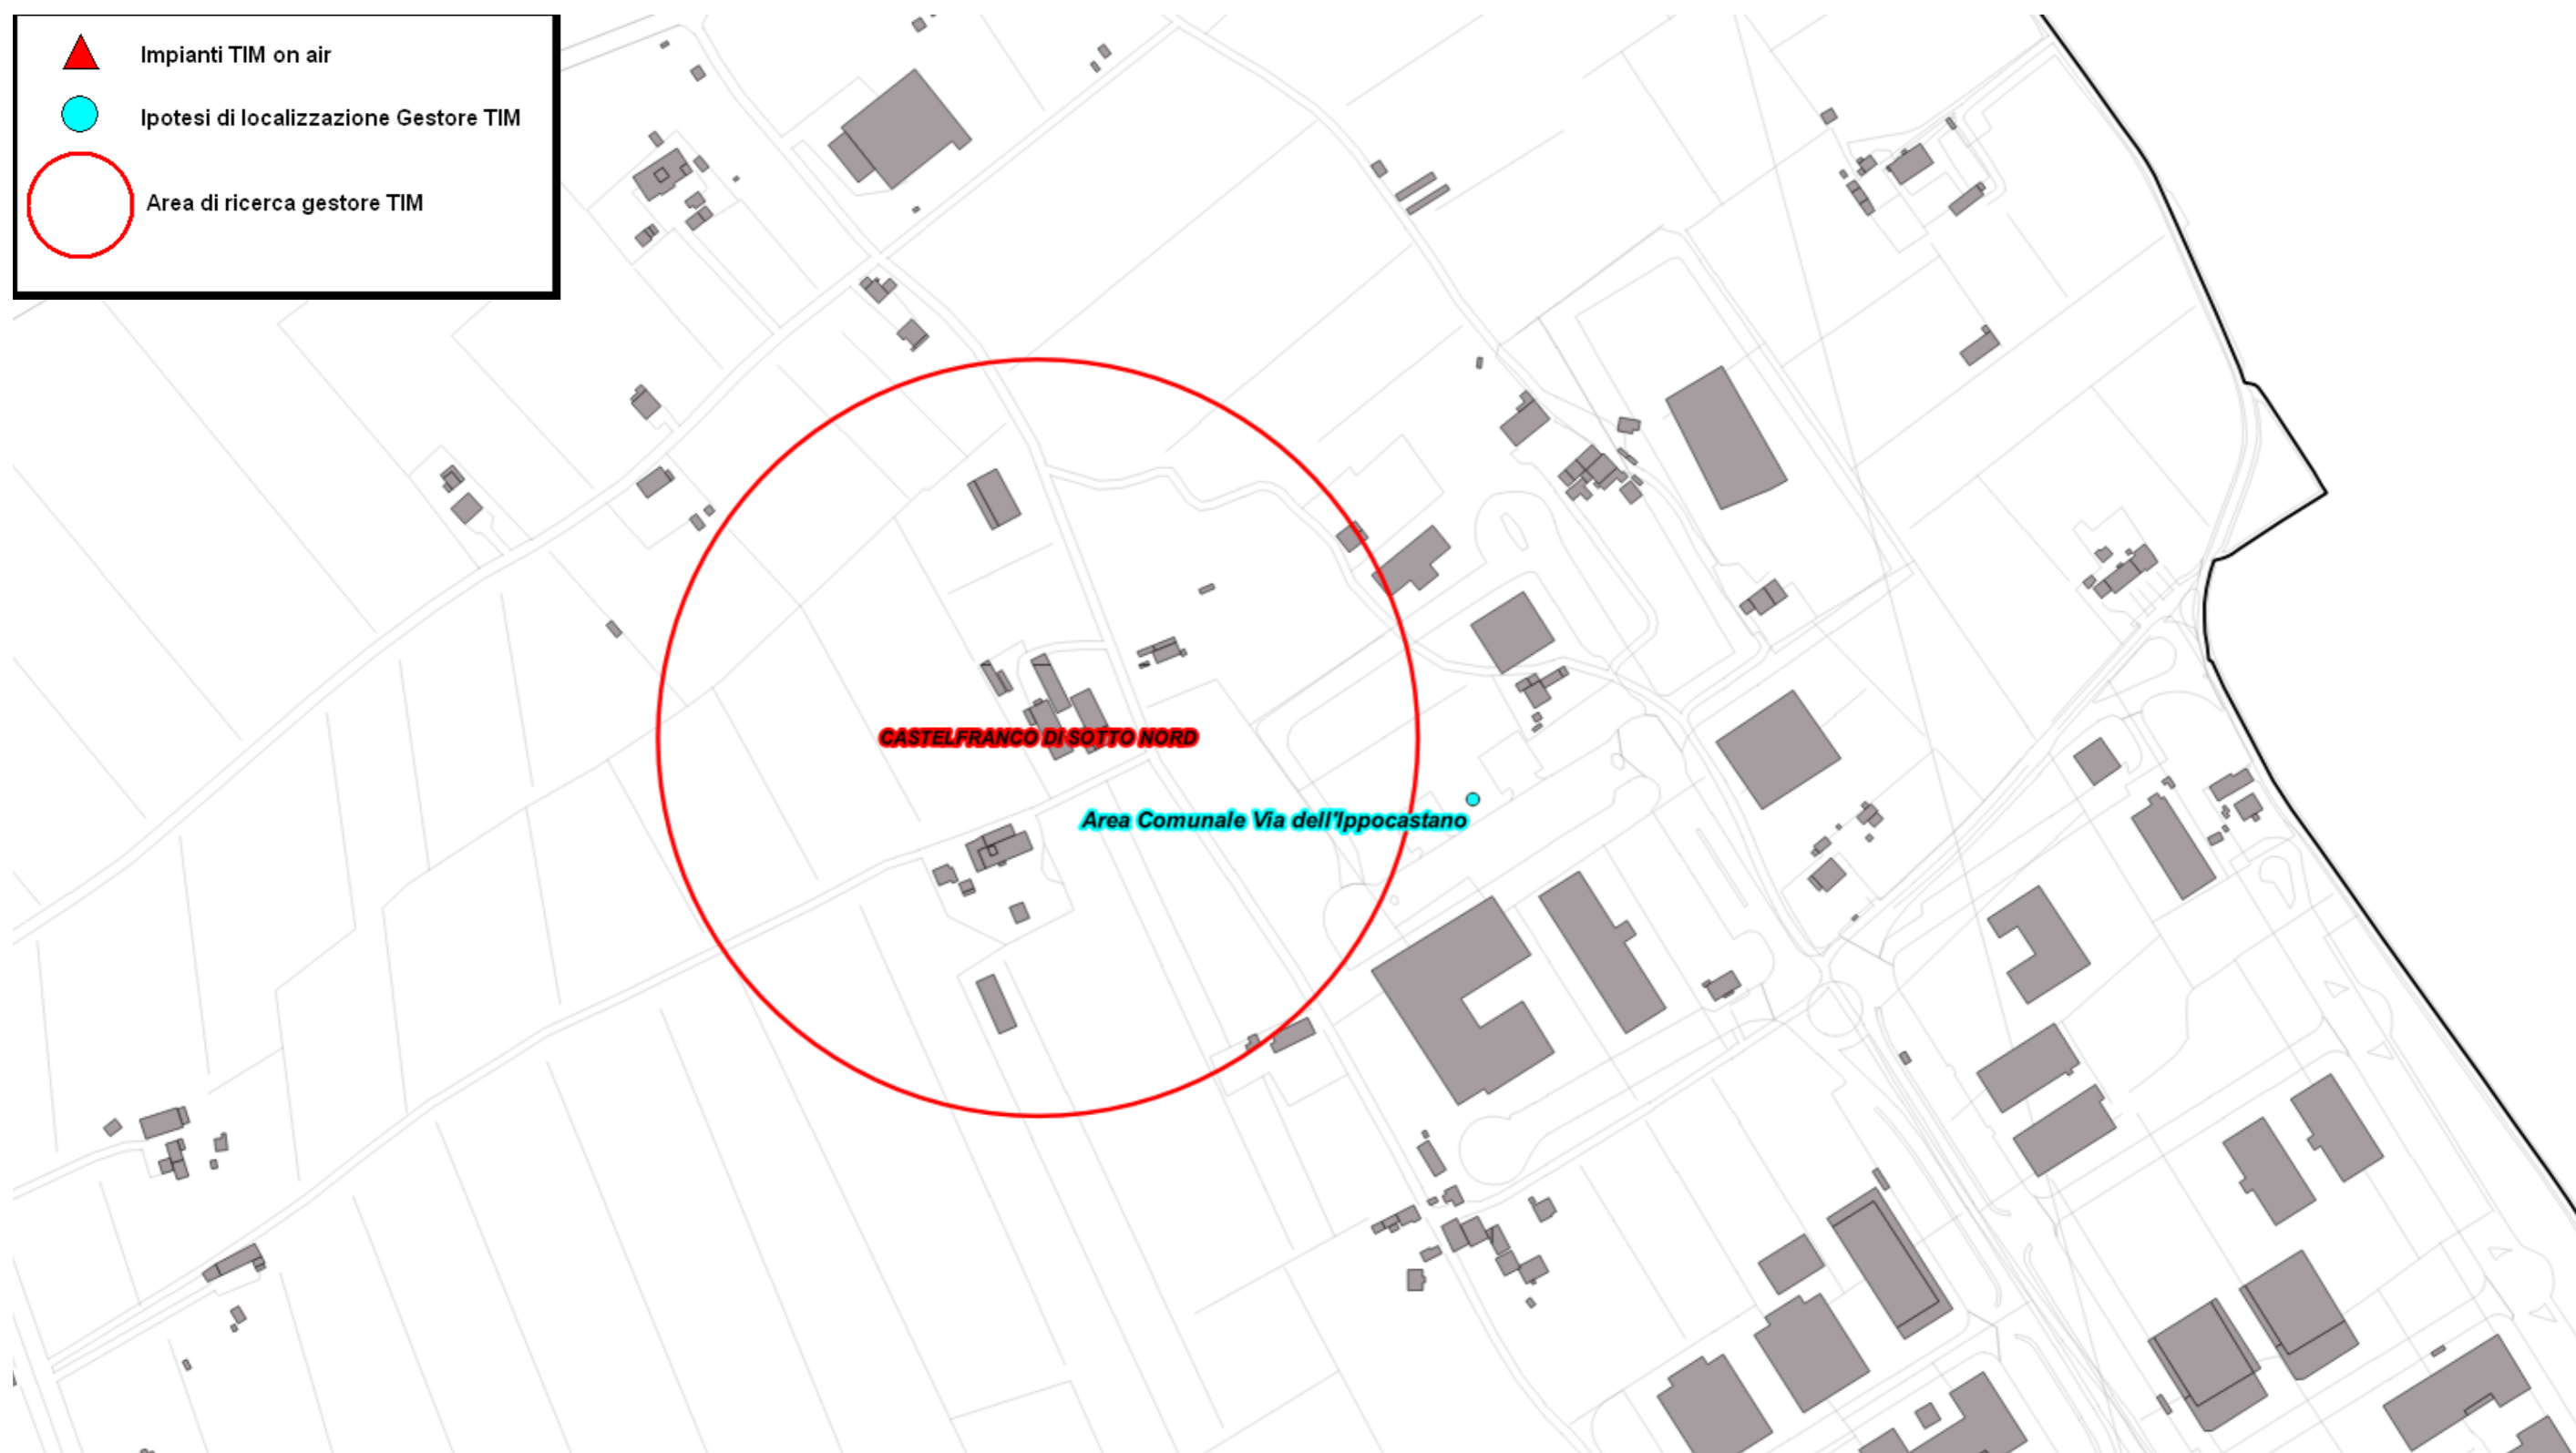 Impianti TIM on air
Ipotesi di localizzazione Gestore TIM
Area di ricerca gestore TIM
CASTELFRANCO DI SOTTO NORD
Area Comunale Via dell'Ippocastano